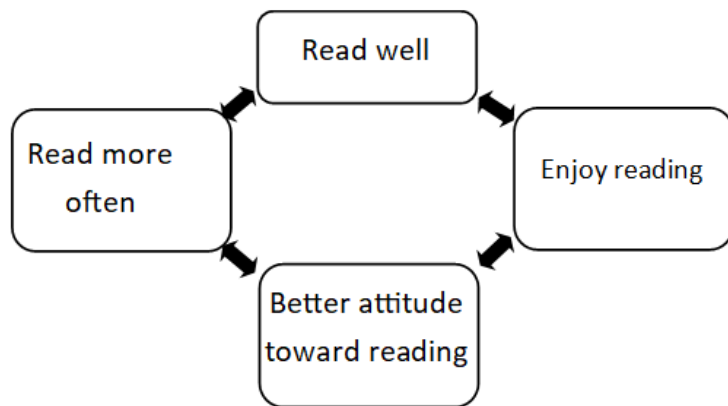 Read well
Read more
often
Enjoy reading
Better attitude
toward reading